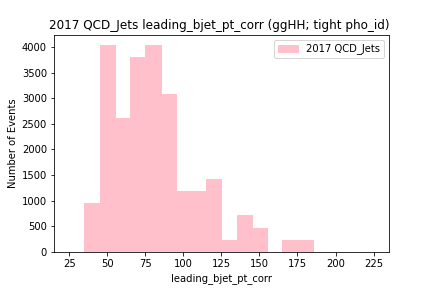 2017 QCD_Jets leading_bjet_pt_corr (ggHH; tight pho_id)
2017 QCD_Jets
Number of Events
4000
3500
3000
2500
2000
1500
1000
500
0
25 50 75 100 125 150 175 200 225
leading_bjet_pt_corr